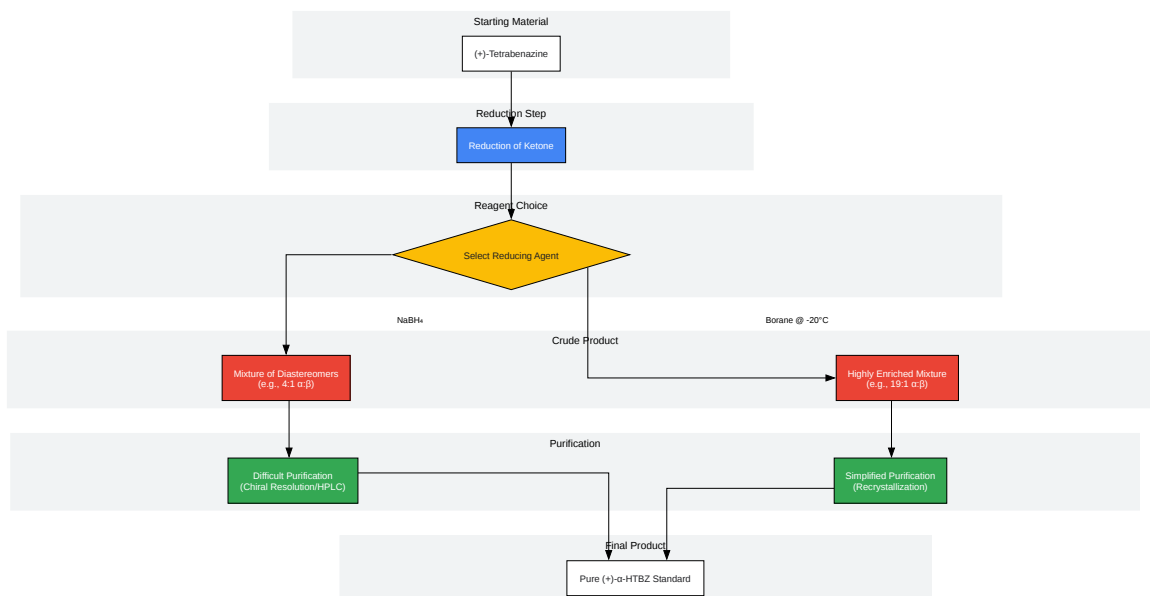 Starting Material
(+)-Tetrabenazine
Reduction Step
Reduction of Ketone
Reagent Choice
Select Reducing Agent
NaBH₄
Borane @ -20°C
Crude Product
Mixture of Diastereomers
(e.g., 4:1 α:β)
Highly Enriched Mixture
(e.g., 19:1 α:β)
Purification
Difficult Purification
(Chiral Resolution/HPLC)
Simplified Purification
(Recrystallization)
Final Product
Pure (+)-α-HTBZ Standard